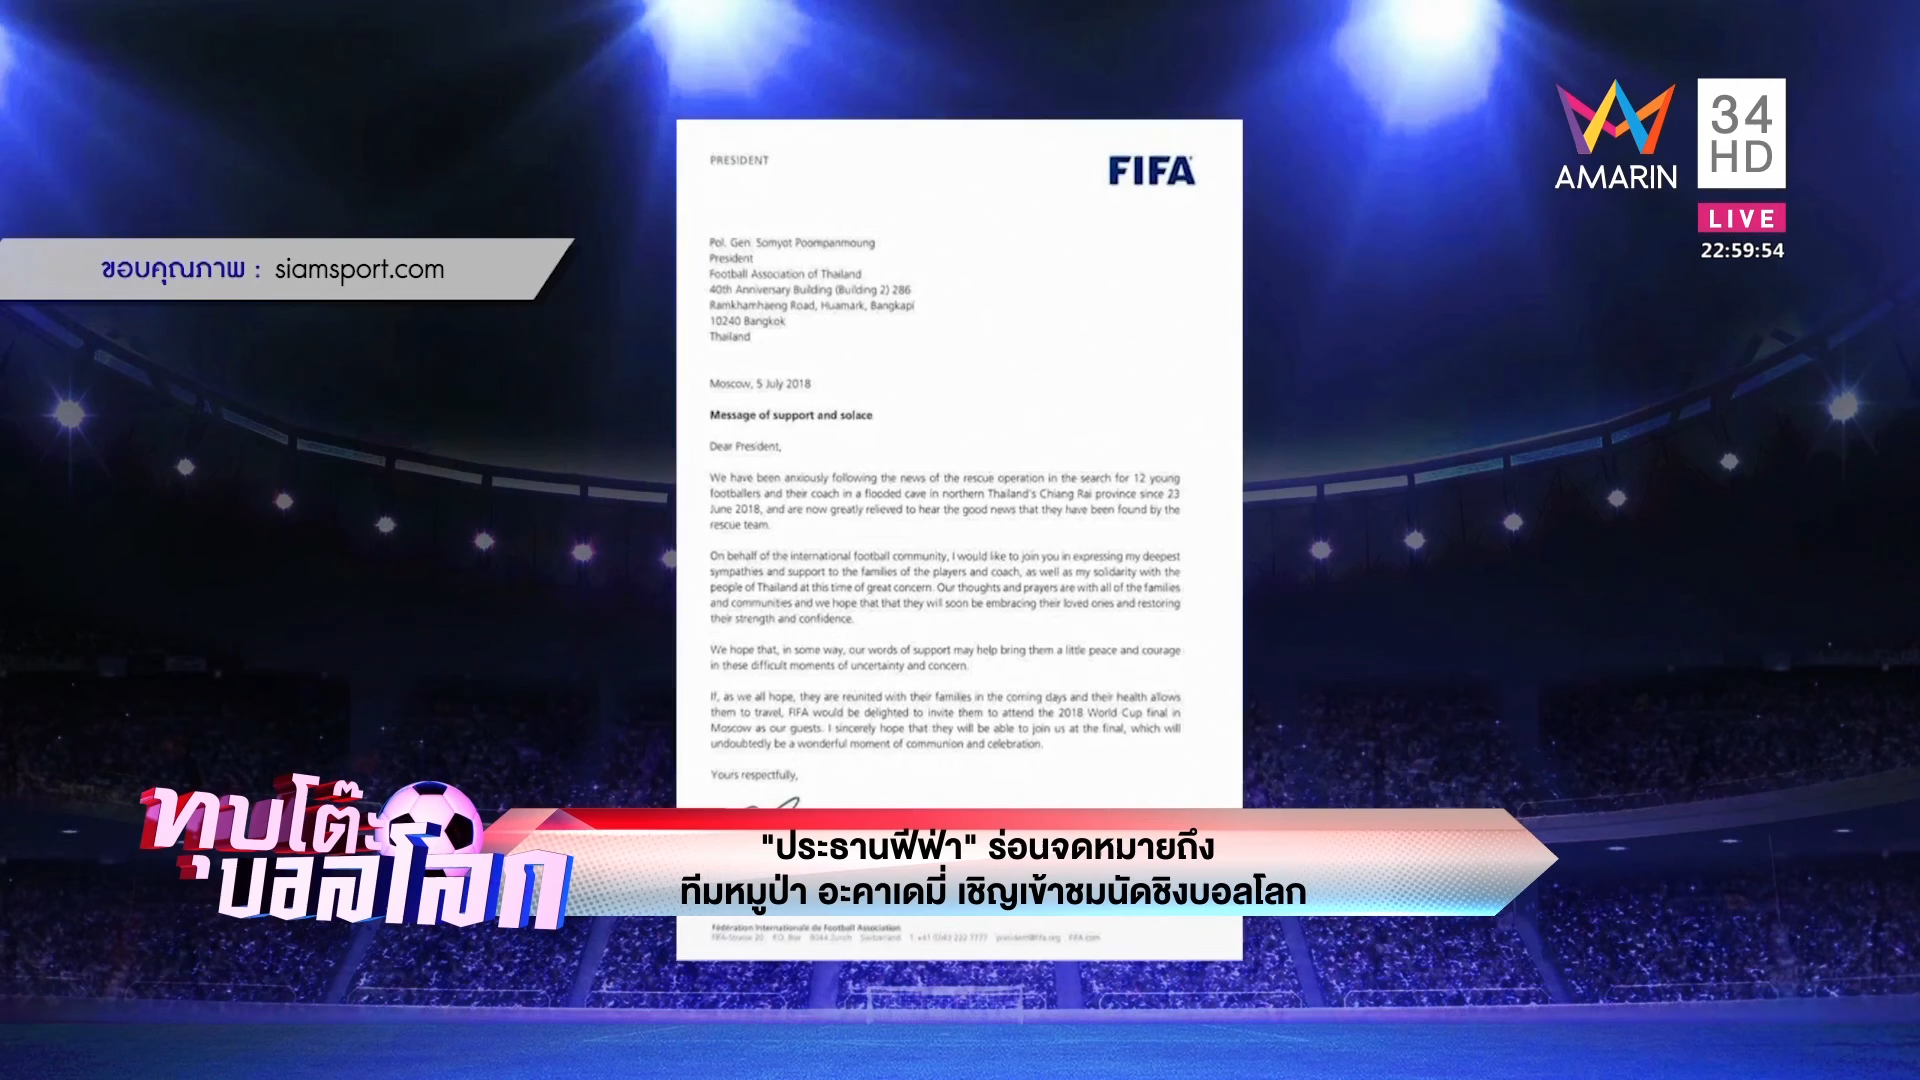 AMARIN
34
HD
LIVE
22:59:54
ขอบคุณภาพ : siamsport.com
PRESIDENT
FIFA
Pol. Gen. Somyot Poompanmoung
President
Football Association of Thailand
40th Anniversary Building (Building 2) 286
Ramkhamhaeng Road, Huamark, Bangkapi
10240 Bangkok
Thailand
Moscow, 5 July 2018
Message of support and solace
Dear President,
We have been anxiously following the news of the rescue operation in the search for 12 young
footballers and their coach in a flooded cave in northern Thailand's Chiang Rai province since 23
June 2018, and are now greatly relieved to hear the good news that they have been found by the
rescue team.
On behalf of the international football community, I would like to join you in expressing my deepest
sympathies and support to the families of the players and coach, as well as my solidarity with the
people of Thailand at this time of great concern. Our thoughts and prayers are with all of the families
and communities and we hope that that they will soon be embracing their loved ones and restoring
their strength and confidence.
We hope that, in some way, our words of support may help bring them a little peace and courage
in these difficult moments of uncertainty and concern.
If, as we all hope, they are reunited with their families in the coming days and their health allows
them to travel, FIFA would be delighted to invite them to attend the 2018 World Cup final in
Moscow as our guests. I sincerely hope that they will be able to join us at the final, which will
undoubtedly be a wonderful moment of communion and celebration.
Yours respectfully,
ทุบโต๊ะ
บอลโลก
"ประธานฟีฟ่า" ร่อนจดหมายถึง
ทีมหมูป่า อะคาเดมี่ เชิญเข้าชมนัดชิงบอลโลก
Fédération Internationale de Football Association
FIFA-Strasse 20 P.O. Box 8044 Zurich Switzerland T +41 (0)43 222 7777 president@fifa.org FIFA.com